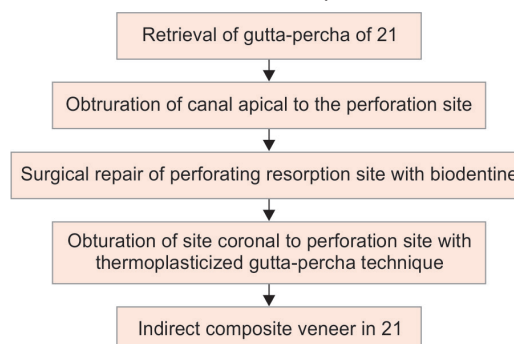 Retrieval of gutta-percha of 21
Obtruration of canal apical to the perforation site
Surgical repair of perforating resorption site with biodentine
Obturation of site coronal to perforation site with
thermoplasticized gutta-percha technique
Indirect composite veneer in 21